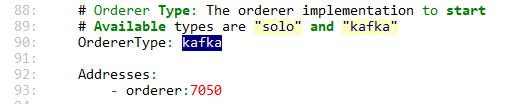 88:     # Orderer Type: The orderer implementation to start
89:     # Available types are "solo" and "kafka"
90:     OrdererType: kafka
91:
92:     Addresses:
93:         - orderer:7050